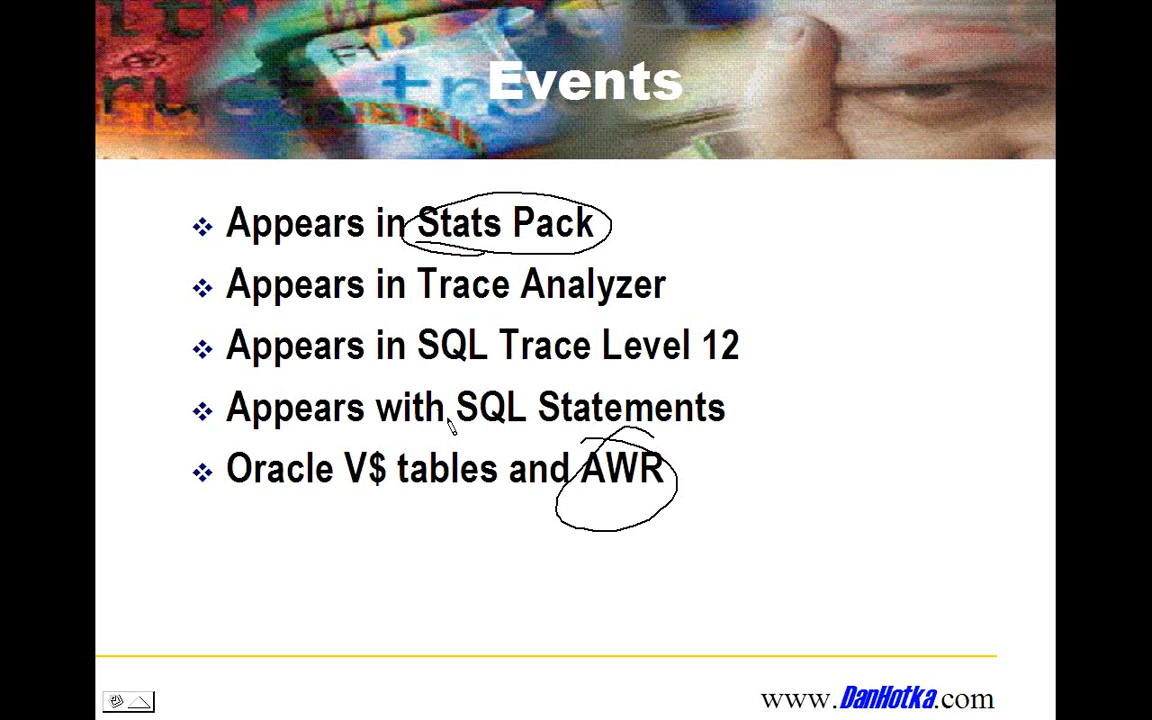 Events
Appears in Stats Pack
Appears in Trace Analyzer
Appears in SQL Trace Level 12
Appears with SQL Statements
Oracle V$ tables and AWR
www.DanHotka.com